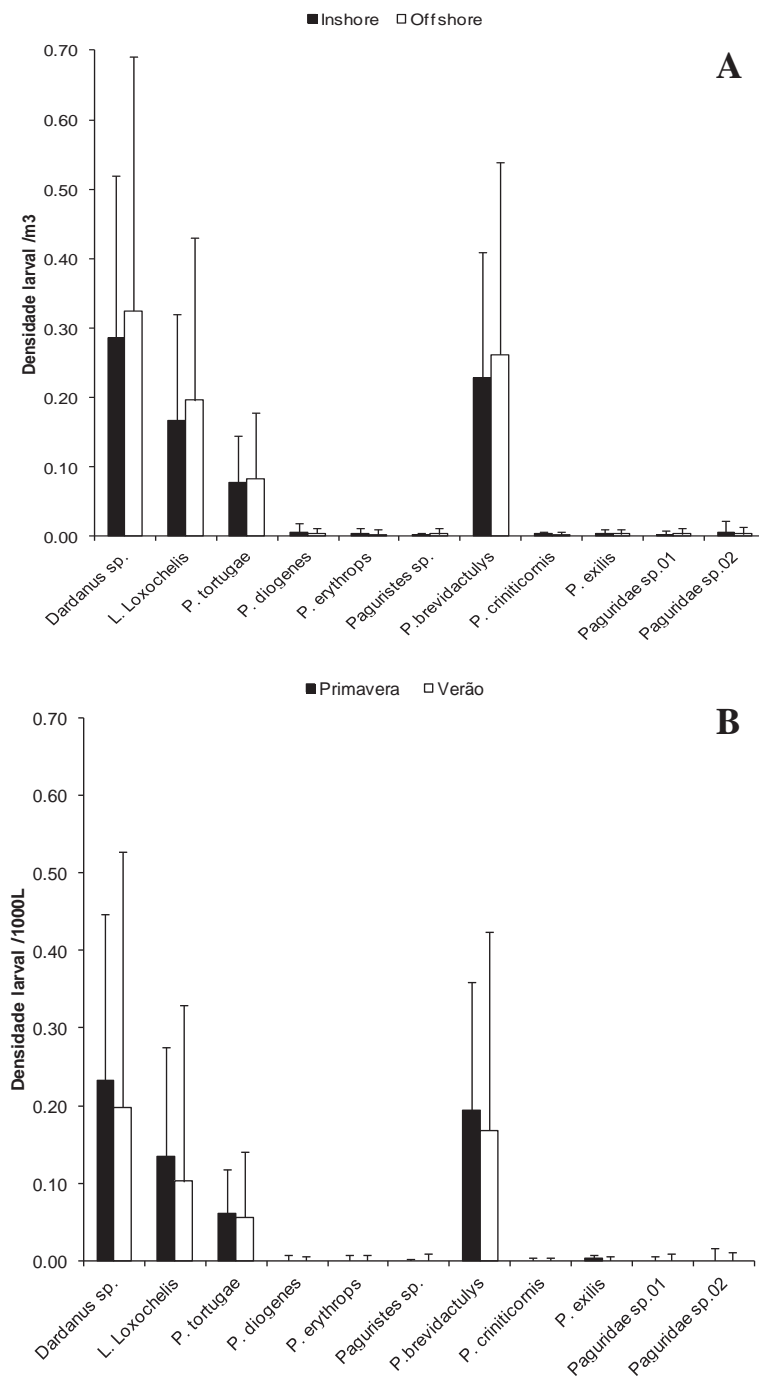 Inshore Offshore
A
0.70
0.60
0.50
0.40
0.30
0.20
0.10
0.00
Densidade larval /m3
Dardanus sp.
L. Loxochelis
P. tortugae
P. diogenes
P. erythrops
Paguristes sp.
P.brevidactulys
P. criniticornis
P. exilis
Paguridae sp.01
Paguridae sp.02
Primavera Verão
B
0.70
0.60
0.50
0.40
0.30
0.20
0.10
0.00
Densidade larval /1000L
Dardanus sp.
L. Loxochelis
P. tortugae
P. diogenes
P. erythrops
Paguristes sp.
P.brevidactulys
P. criniticornis
P. exilis
Paguridae sp.01
Paguridae sp.02